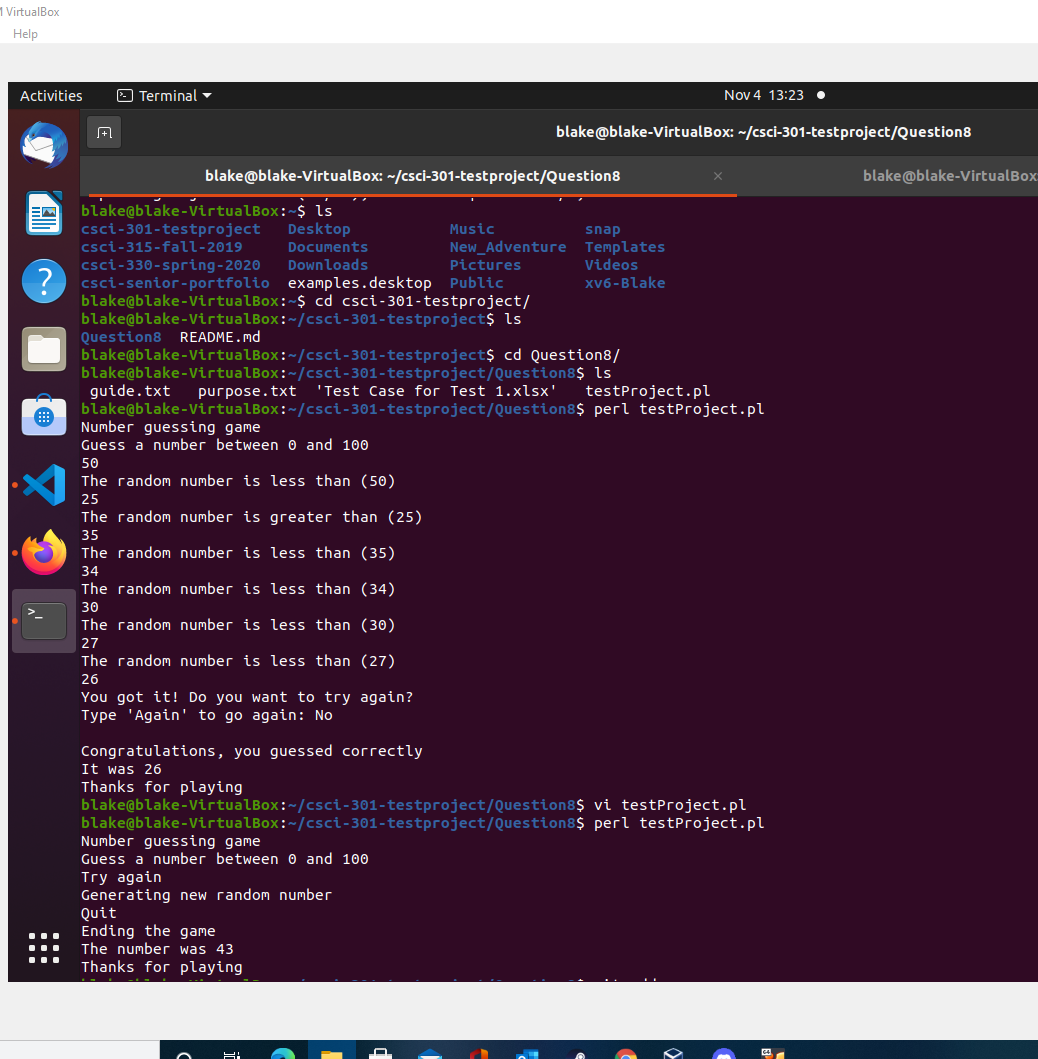 VirtualBox
Help
Activities Terminal Nov 4 13:23
blake@blake-VirtualBox: ~/csci-301-testproject/Question8
blake@blake-VirtualBox: ~/csci-301-testproject/Question8 × blake@blake-VirtualBox:
blake@blake-VirtualBox:~$ ls
csci-301-testproject Desktop Music snap
csci-315-fall-2019 Documents New_Adventure Templates
csci-330-spring-2020 Downloads Pictures Videos
csci-senior-portfolio examples.desktop Public xv6-Blake
blake@blake-VirtualBox:~$ cd csci-301-testproject/
blake@blake-VirtualBox:~/csci-301-testproject$ ls
Question8 README.md
blake@blake-VirtualBox:~/csci-301-testproject$ cd Question8/
blake@blake-VirtualBox:~/csci-301-testproject/Question8$ ls
guide.txt purpose.txt 'Test Case for Test 1.xlsx' testProject.pl
blake@blake-VirtualBox:~/csci-301-testproject/Question8$ perl testProject.pl
Number guessing game
Guess a number between 0 and 100
50
The random number is less than (50)
25
The random number is greater than (25)
35
The random number is less than (35)
34
The random number is less than (34)
30
The random number is less than (30)
27
The random number is less than (27)
26
You got it! Do you want to try again?
Type 'Again' to go again: No
Congratulations, you guessed correctly
It was 26
Thanks for playing
blake@blake-VirtualBox:~/csci-301-testproject/Question8$ vi testProject.pl
blake@blake-VirtualBox:~/csci-301-testproject/Question8$ perl testProject.pl
Number guessing game
Guess a number between 0 and 100
Try again
Generating new random number
Quit
Ending the game
The number was 43
Thanks for playing